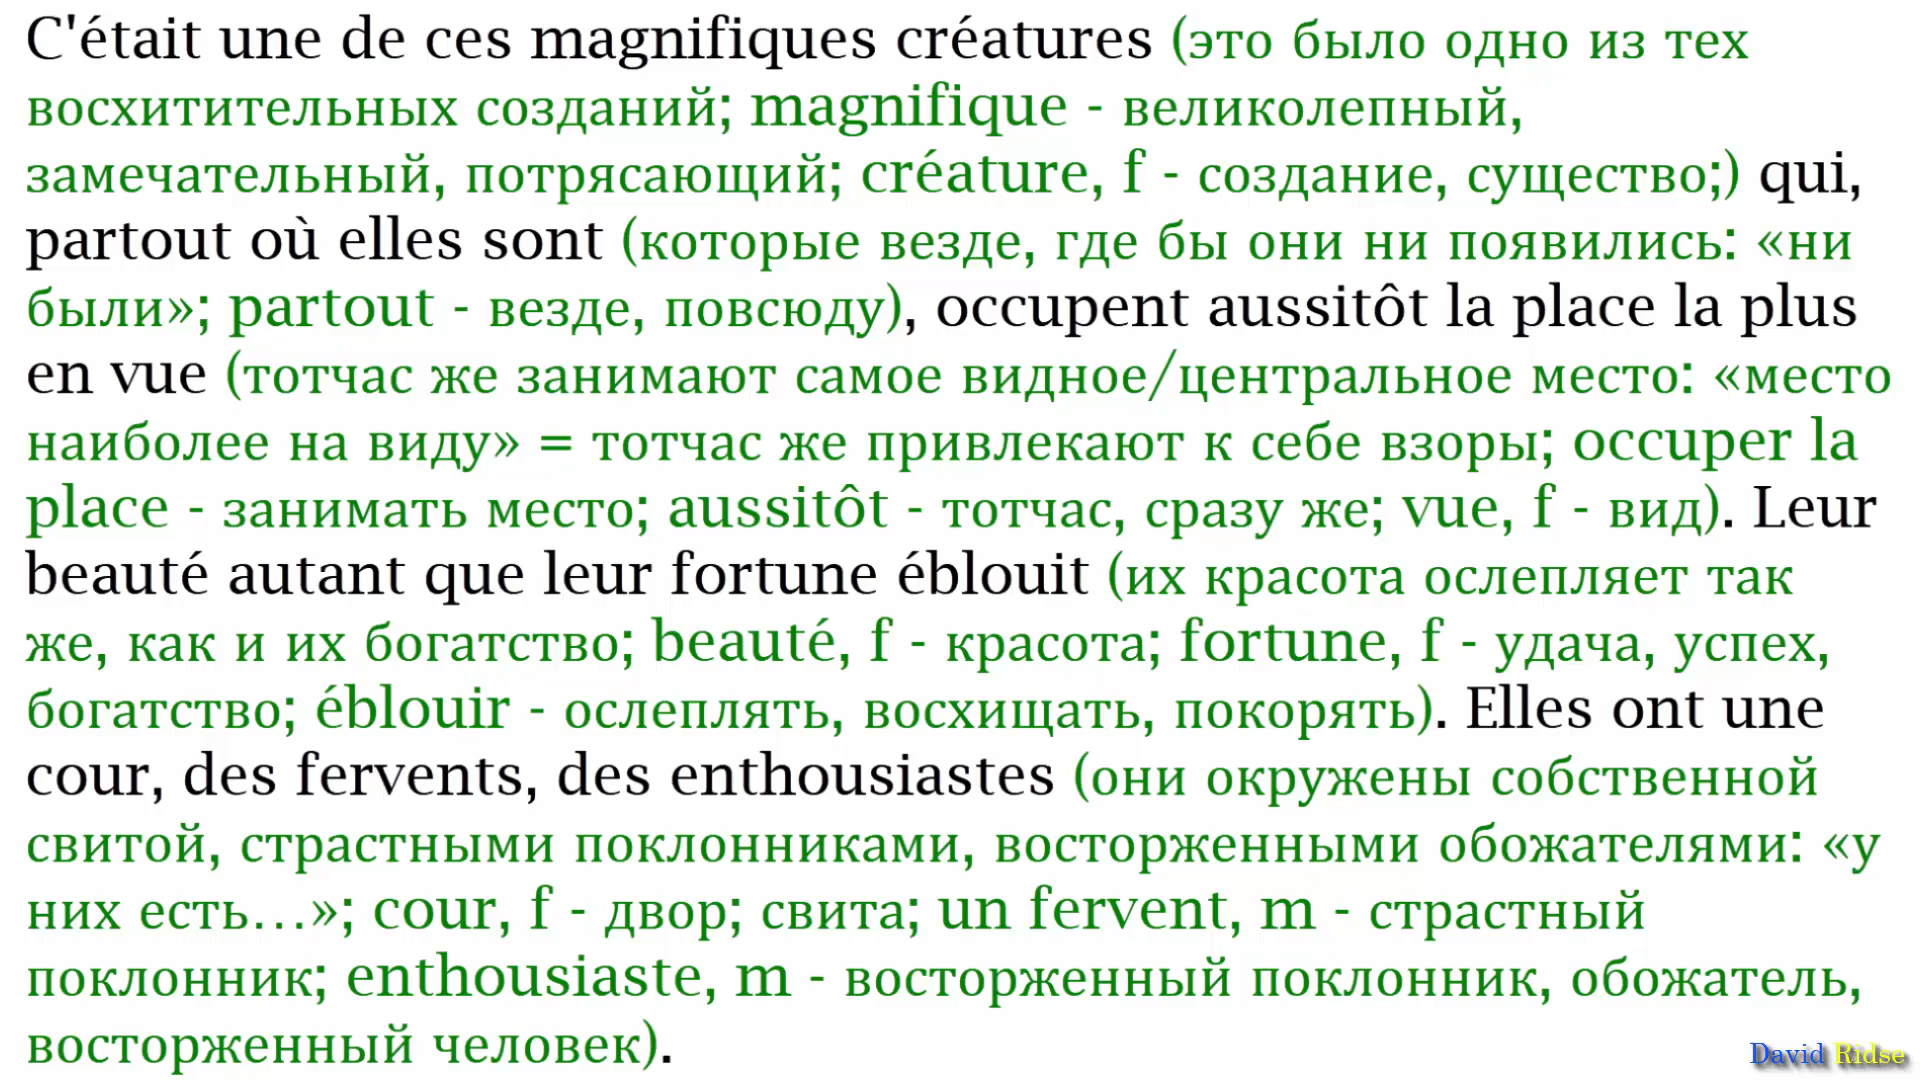 C'était une de ces magnifiques créatures (это было одно из тех
восхитительных созданий; magnifique - великолепный,
замечательный, потрясающий; créature, f - создание, существо;) qui,
partout où elles sont (которые везде, где бы они ни появились: «ни
были»; partout - везде, повсюду), occupent aussitôt la place la plus
en vue (тотчас же занимают самое видное/центральное место: «место
наиболее на виду» = тотчас же привлекают к себе взоры; occuper la
place - занимать место; aussitôt - тотчас, сразу же; vue, f - вид). Leur
beauté autant que leur fortune éblouit (их красота ослепляет так
же, как и их богатство; beauté, f - красота; fortune, f - удача, успех,
богатство; éblouir - ослеплять, восхищать, покорять). Elles ont une
cour, des fervents, des enthousiastes (они окружены собственной
свитой, страстными поклонниками, восторженными обожателями: «у
них есть…»; cour, f - двор; свита; un fervent, m - страстный
поклонник; enthousiaste, m - восторженный поклонник, обожатель,
восторженный человек).
David Ridse